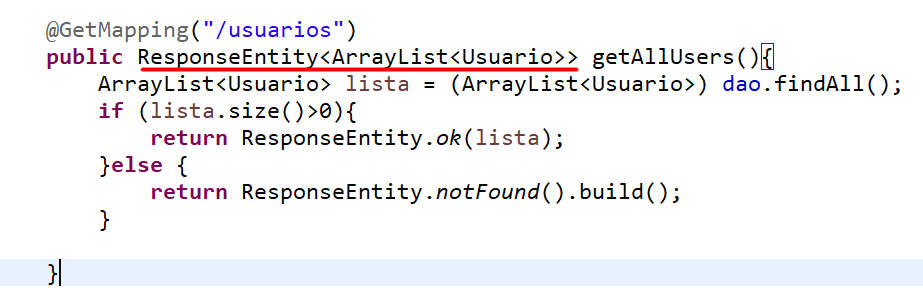 @GetMapping("/usuarios")
public ResponseEntity<ArrayList<Usuario>> getAllUsers(){
    ArrayList<Usuario> lista = (ArrayList<Usuario>) dao.findAll();
    if (lista.size()>0){
        return ResponseEntity.ok(lista);
    }else {
        return ResponseEntity.notFound().build();
    }
}